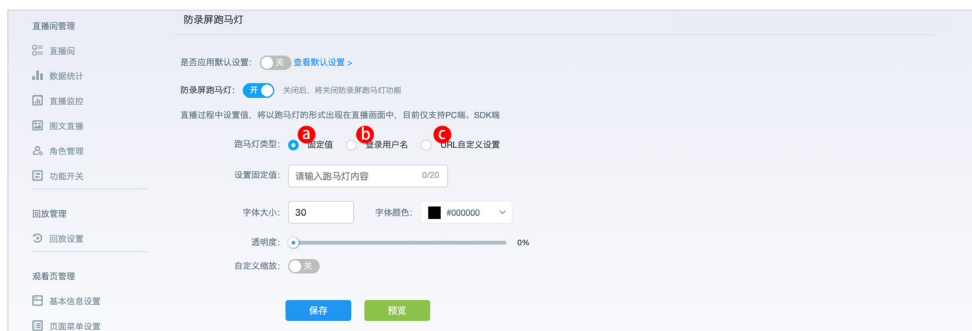 直播间管理
直播间
数据统计
直播监控
图文直播
角色管理
功能开关
回放管理
回放设置
观看页管理
基本信息设置
页面菜单设置
防录屏跑马灯
是否应用默认设置: 关 查看默认设置 >
防录屏跑马灯: 开 关闭后，将关闭防录屏跑马灯功能
直播过程中设置值，将以跑马灯的形式出现在直播画面中，目前仅支持PC端、SDK端
a b c
跑马灯类型: 固定值 登录用户名 URL自定义设置
设置固定值: 请输入跑马灯内容 0/20
字体大小: 30 字体颜色: #000000
透明度: 0%
自定义缩放: 关
保存 预览